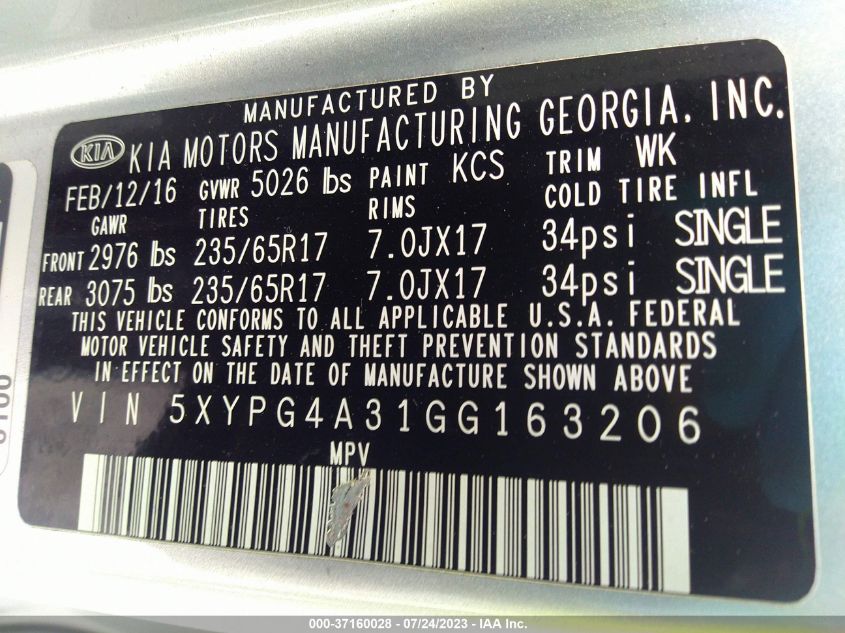 MANUFACTURED BY
KIA KIA MOTORS MANUFACTURING GEORGIA, INC.
FEB/12/16 GVWR 5026 lbs PAINT KCS TRIM WK
GAWR TIRES RIMS COLD TIRE INFL
FRONT 2976 lbs 235/65R17 7.0JX17 34psi SINGLE
REAR 3075 lbs 235/65R17 7.0JX17 34psi SINGLE
THIS VEHICLE CONFORMS TO ALL APPLICABLE U.S.A. FEDERAL
MOTOR VEHICLE SAFETY AND THEFT PREVENTION STANDARDS
IN EFFECT ON THE DATE OF MANUFACTURE SHOWN ABOVE
VIN 5XYPG4A31GG163206
MPV
000-37160028 - 07/24/2023 - IAA Inc.